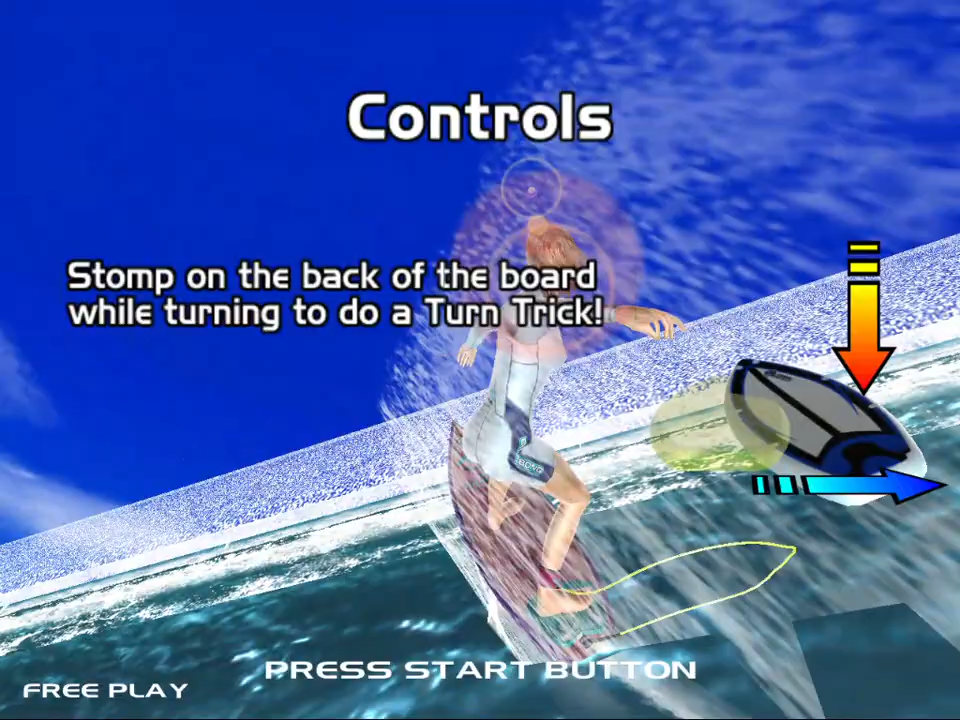 Controls
Stomp on the back of the board
while turning to do a Turn Trick!
PRESS START BUTTON
FREE PLAY